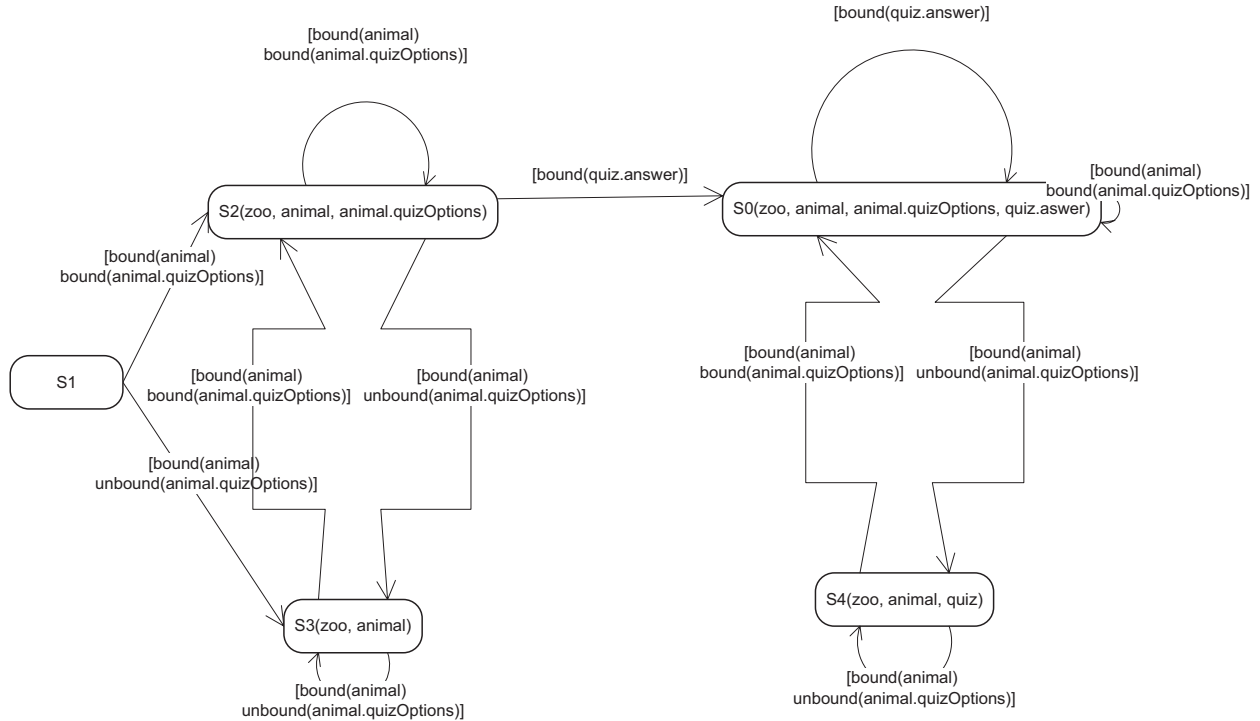 [bound(quiz.answer)]
[bound(animal)
bound(animal.quizOptions)]
[bound(quiz.answer)]
[bound(animal)
bound(animal.quizOptions)]
S2(zoo, animal, animal.quizOptions)
S0(zoo, animal, animal.quizOptions, quiz.aswer)
[bound(animal)
bound(animal.quizOptions)]
S1
[bound(animal)
bound(animal.quizOptions)]
[bound(animal)
unbound(animal.quizOptions)]
[bound(animal)
bound(animal.quizOptions)]
[bound(animal)
unbound(animal.quizOptions)]
[bound(animal)
unbound(animal.quizOptions)]
S3(zoo, animal)
S4(zoo, animal, quiz)
[bound(animal)
unbound(animal.quizOptions)]
[bound(animal)
unbound(animal.quizOptions)]